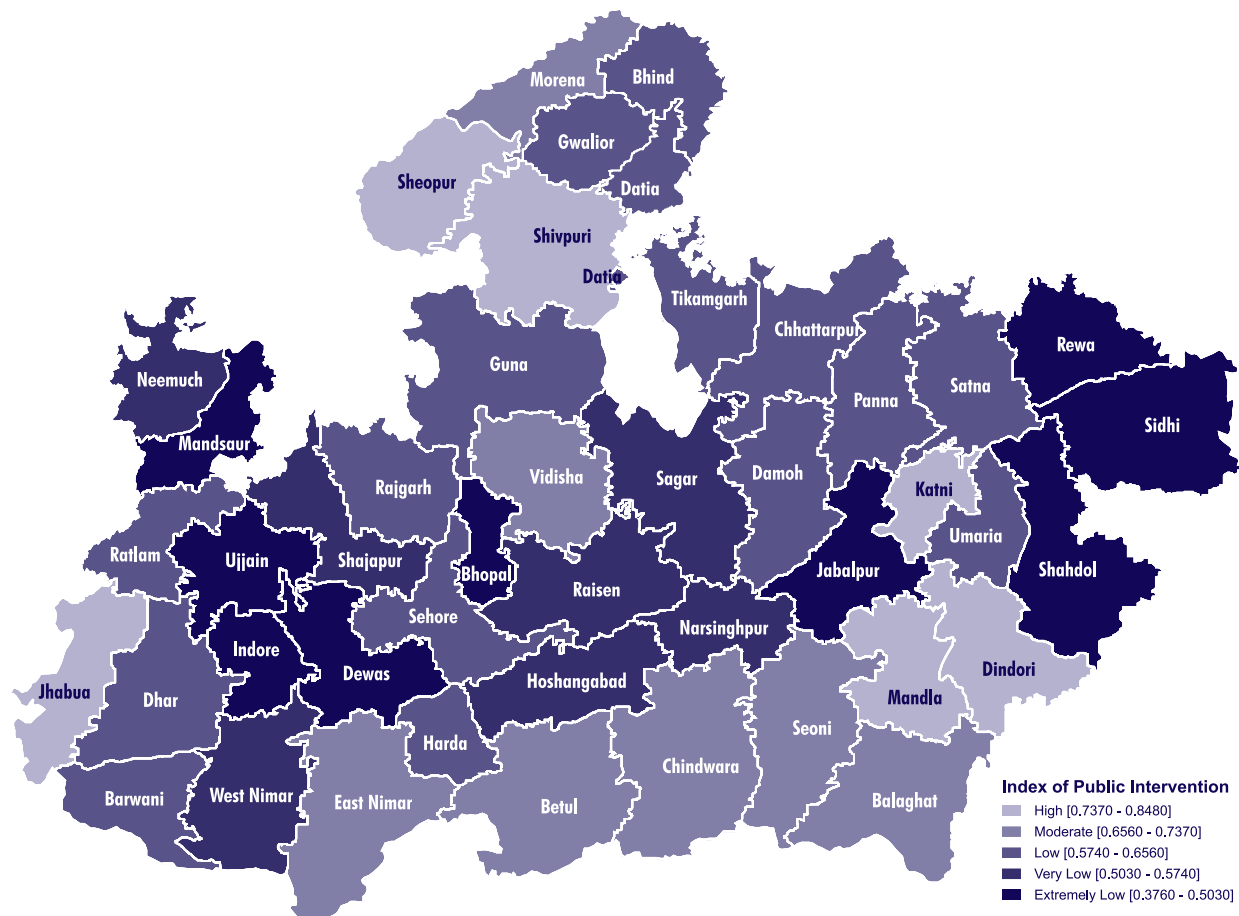 Morena
Bhind
Gwalior
Sheopur
Datia
Shivpuri
Datia
Tikamgarh
Chhattarpur
Rewa
Guna
Neemuch
Panna
Satna
Sidhi
Mandsaur
Vidisha
Sagar
Damoh
Rajgarh
Katni
Umaria
Ratlam
Ujjain
Shajapur
Bhopal
Raisen
Jabalpur
Shahdol
Sehore
Narsinghpur
Indore
Dewas
Hoshangabad
Dindori
Jhabua
Dhar
Mandla
Harda
Seoni
Chindwara
Barwani
West Nimar
East Nimar
Betul
Balaghat
Index of Public Intervention
High [0.7370 - 0.8480]
Moderate [0.6560 - 0.7370]
Low [0.5740 - 0.6560]
Very Low [0.5030 - 0.5740]
Extremely Low [0.3760 - 0.5030]